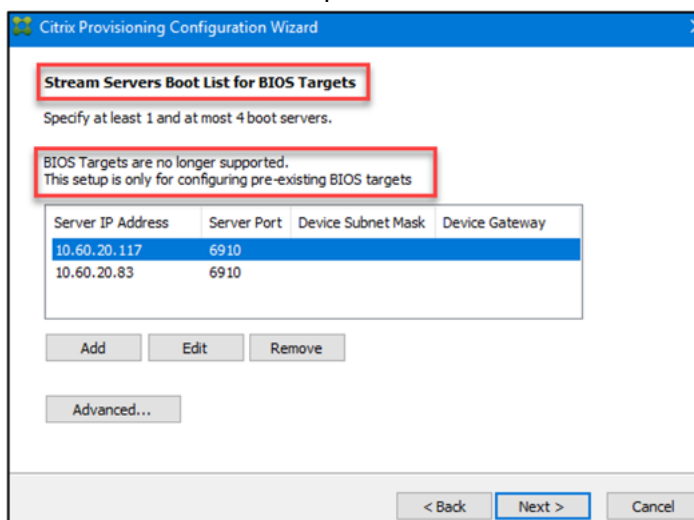 Citrix Provisioning Configuration Wizard
Stream Servers Boot List for BIOS Targets
Specify at least 1 and at most 4 boot servers.
BIOS Targets are no longer supported.
This setup is only for configuring pre-existing BIOS targets
Server IP Address Server Port Device Subnet Mask Device Gateway
10.60.20.117 6910
10.60.20.83 6910
Add Edit Remove
Advanced...
< Back Next > Cancel